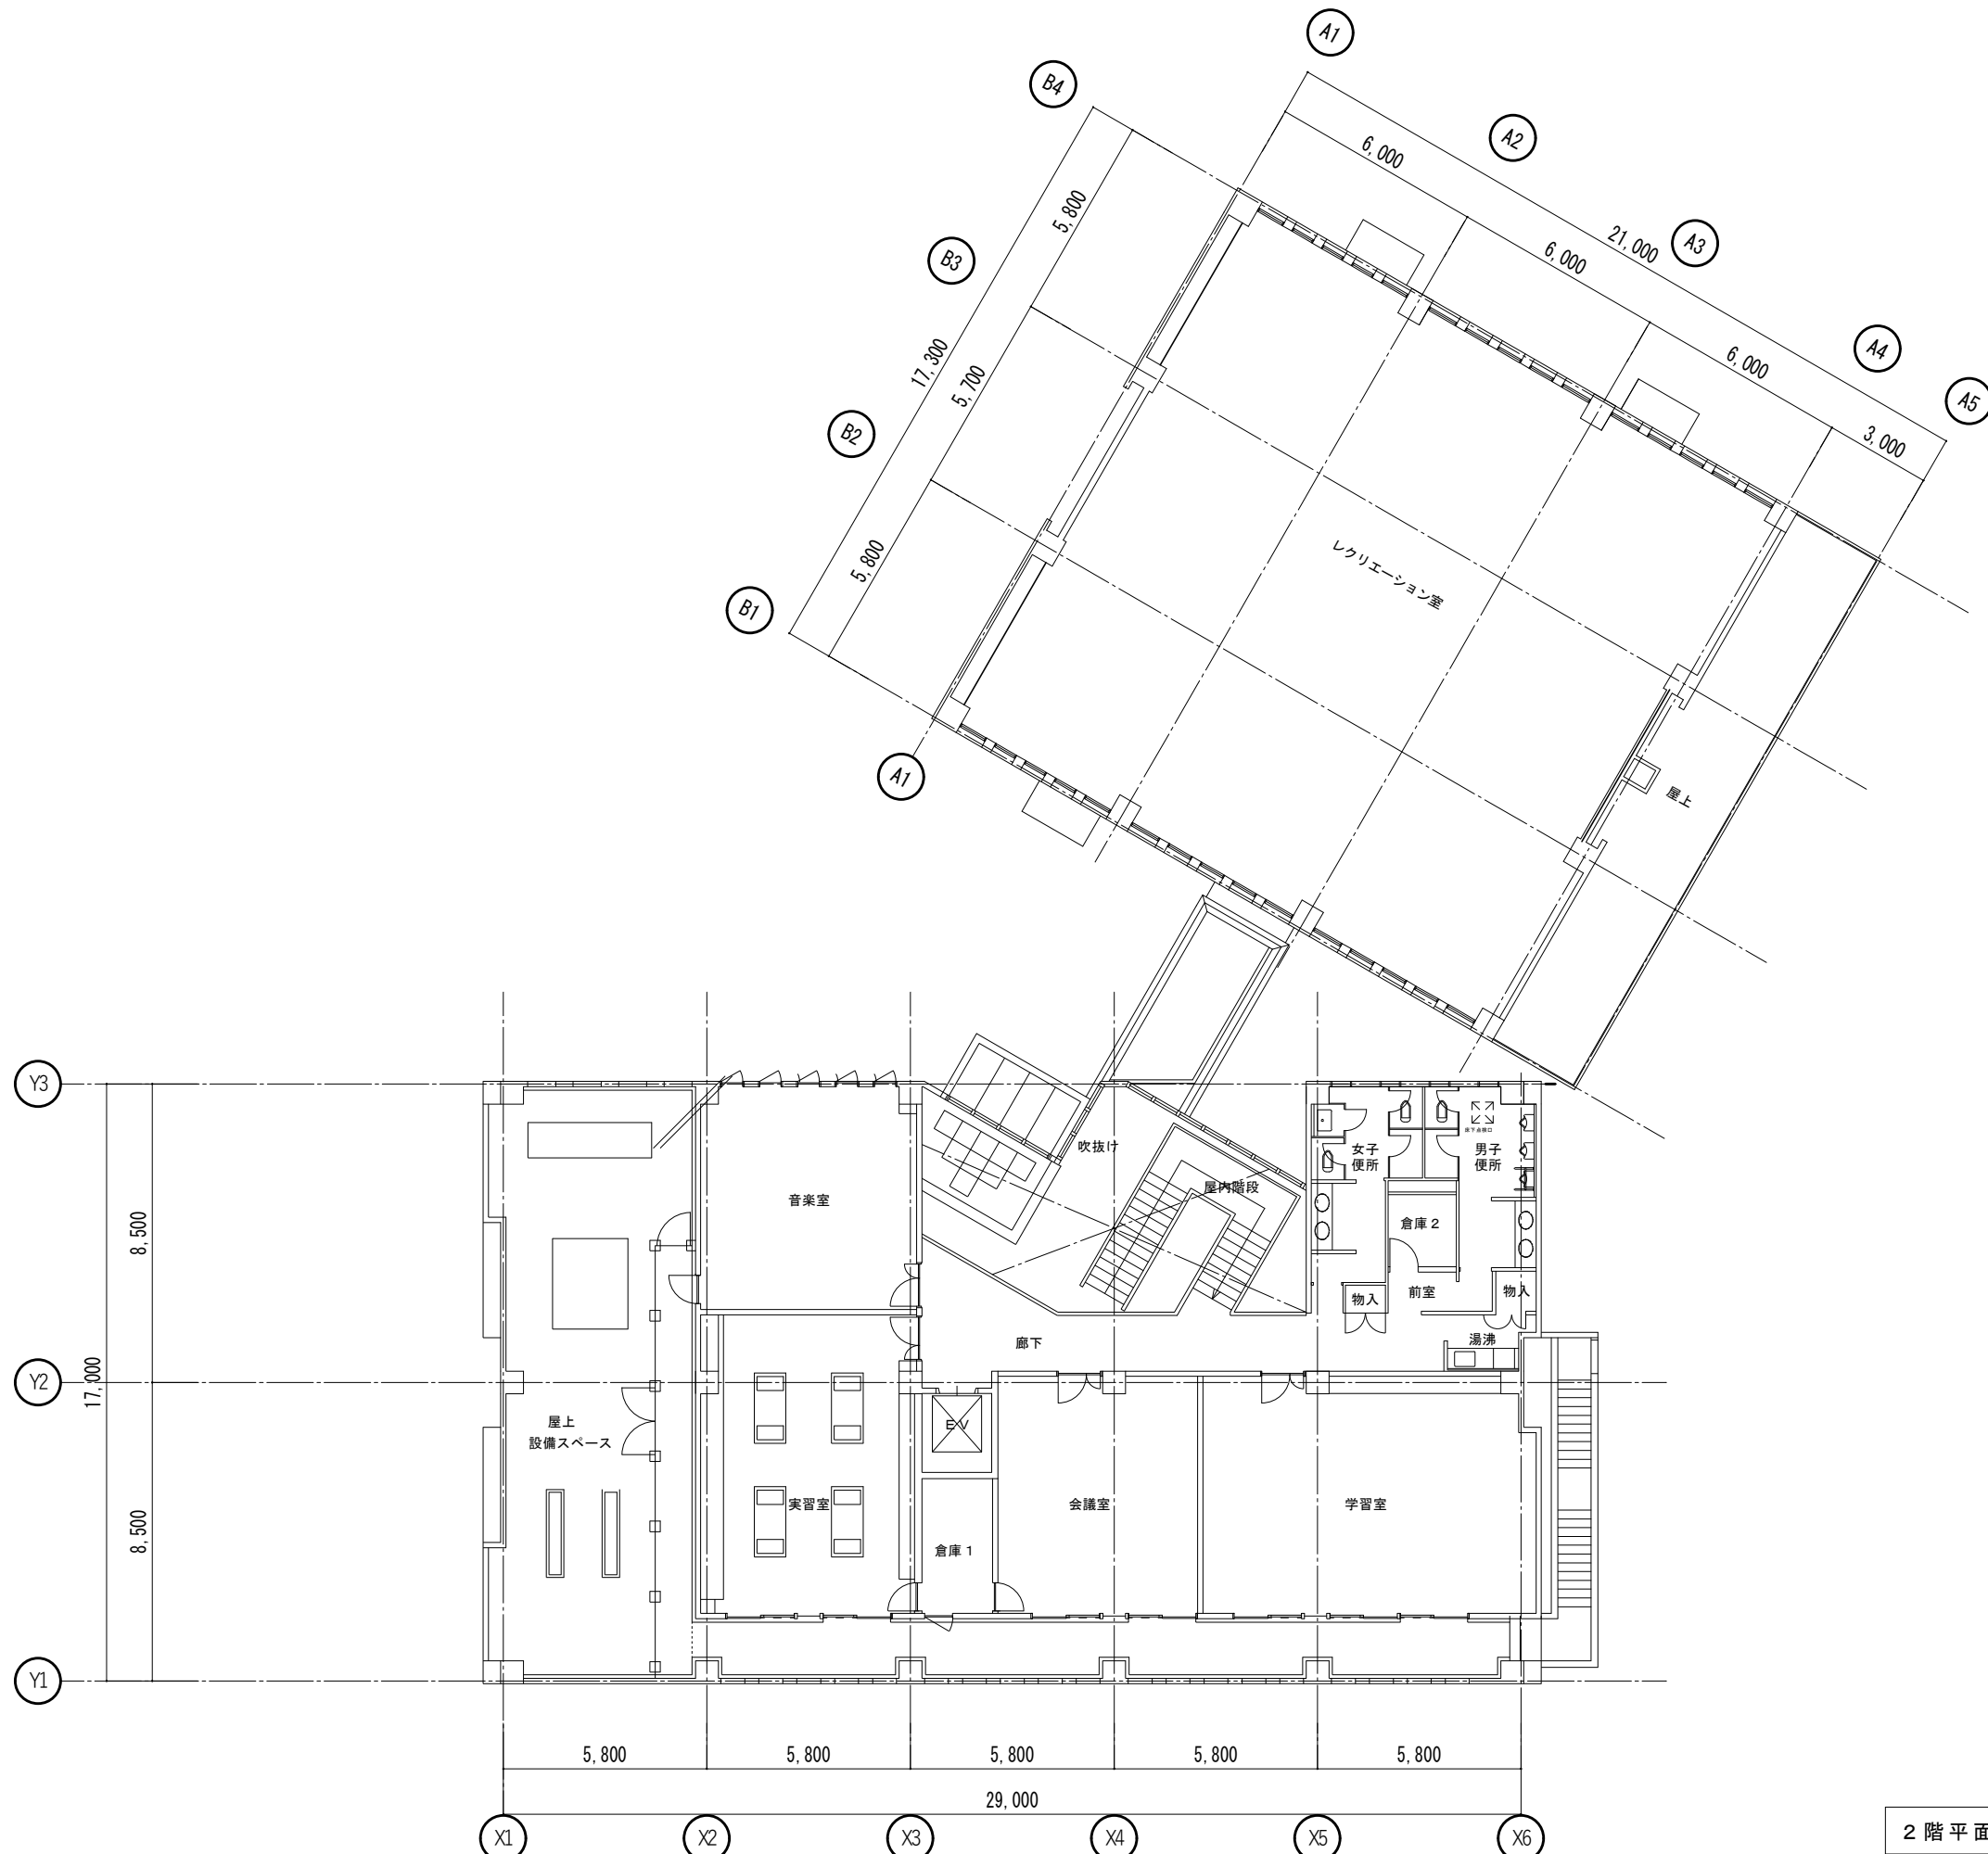 A1
B4
A2
6,000
5,800
B3
21,000
A3
6,000
17,300
A4
6,000
5,700
A5
B2
3,000
レクリエーション室
5,800
B1
A1
屋上
Y3
床下点検口
吹抜け
女子
便所
男子
便所
屋内階段
音楽室
8,500
倉庫2
物入
前室
物入
廊下
湯沸
17,000
Y2
屋上
設備スペース
EV
実習室
会議室
学習室
8,500
倉庫1
Y1
5,800
5,800
5,800
5,800
5,800
29,000
X1
X2
X3
X4
X5
X6
2階平面